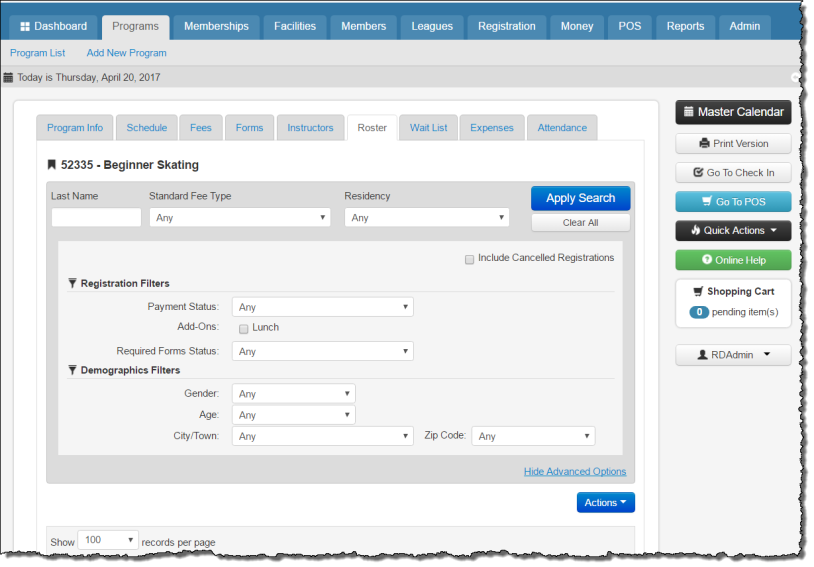 Dashboard Programs Memberships Facilities Members Leagues Registration Money POS Reports Admin
Program List Add New Program
Today is Thursday, April 20, 2017
Program Info Schedule Fees Forms Instructors Roster Wait List Expenses Attendance
52335 - Beginner Skating
Last Name Standard Fee Type Residency
Any Any
Apply Search
Clear All
Include Cancelled Registrations
Registration Filters
Payment Status: Any
Add-Ons: Lunch
Required Forms Status: Any
Demographics Filters
Gender: Any
Age: Any
City/Town: Any Zip Code: Any
Hide Advanced Options
Actions
Show 100 records per page
Master Calendar
Print Version
Go To Check In
Go To POS
Quick Actions
Online Help
Shopping Cart
0 pending item(s)
RDAdmin